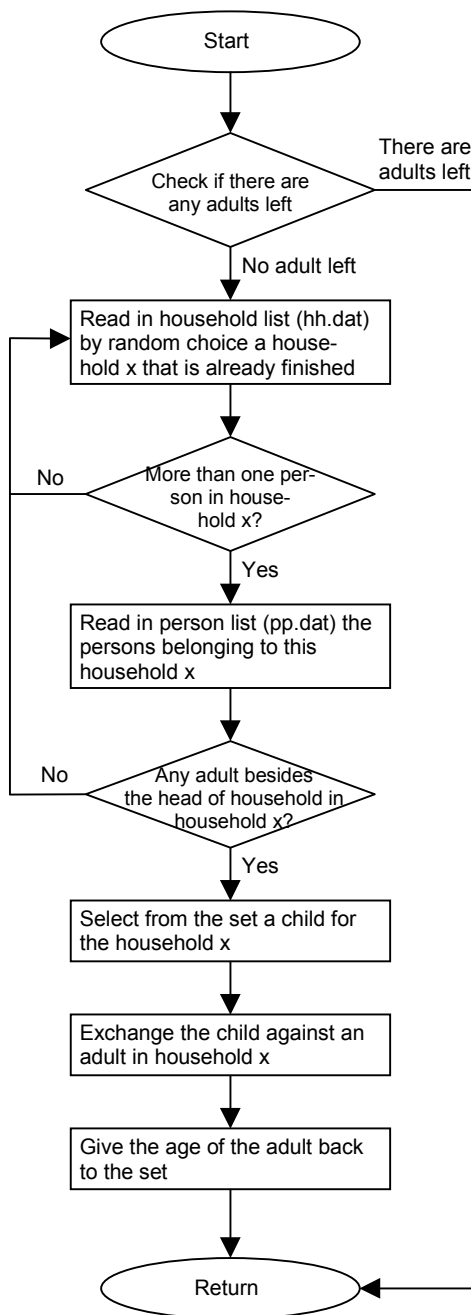 Start
There are
adults left
Check if there are
any adults left
No adult left
Read in household list (hh.dat)
by random choice a house-
hold x that is already finished
No
More than one per-
son in house-
hold x?
Yes
Read in person list (pp.dat) the
persons belonging to this
household x
No
Any adult besides
the head of household in
household x?
Yes
Select from the set a child for
the household x
Exchange the child against an
adult in household x
Give the age of the adult back
to the set
Return